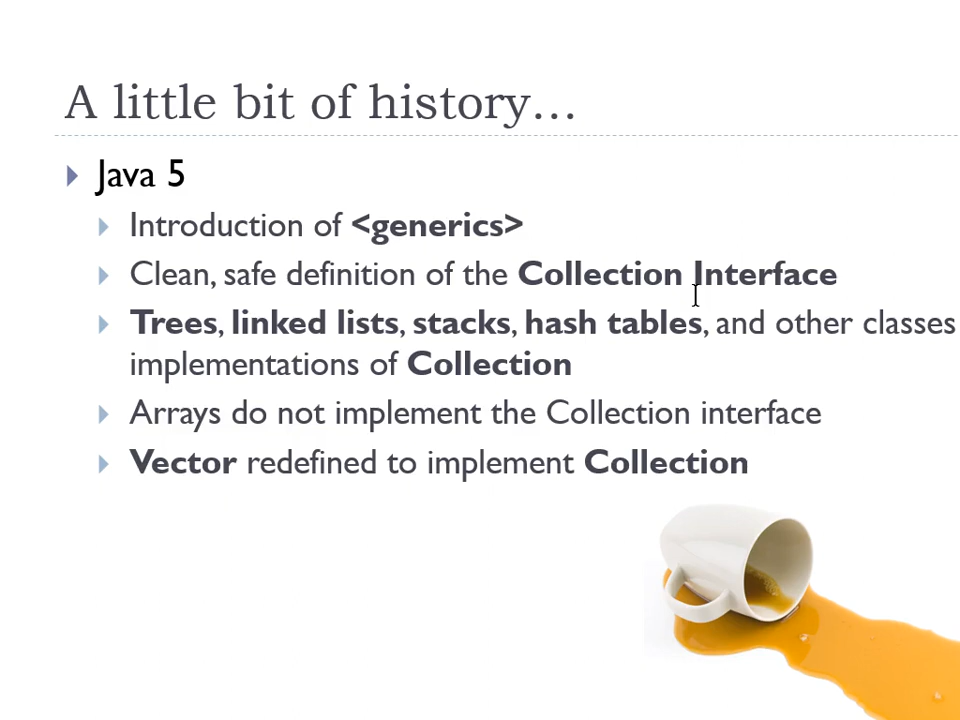 A little bit of history…
Java 5
Introduction of <generics>
Clean, safe definition of the Collection Interface
Trees, linked lists, stacks, hash tables, and other classes
implementations of Collection
Arrays do not implement the Collection interface
Vector redefined to implement Collection